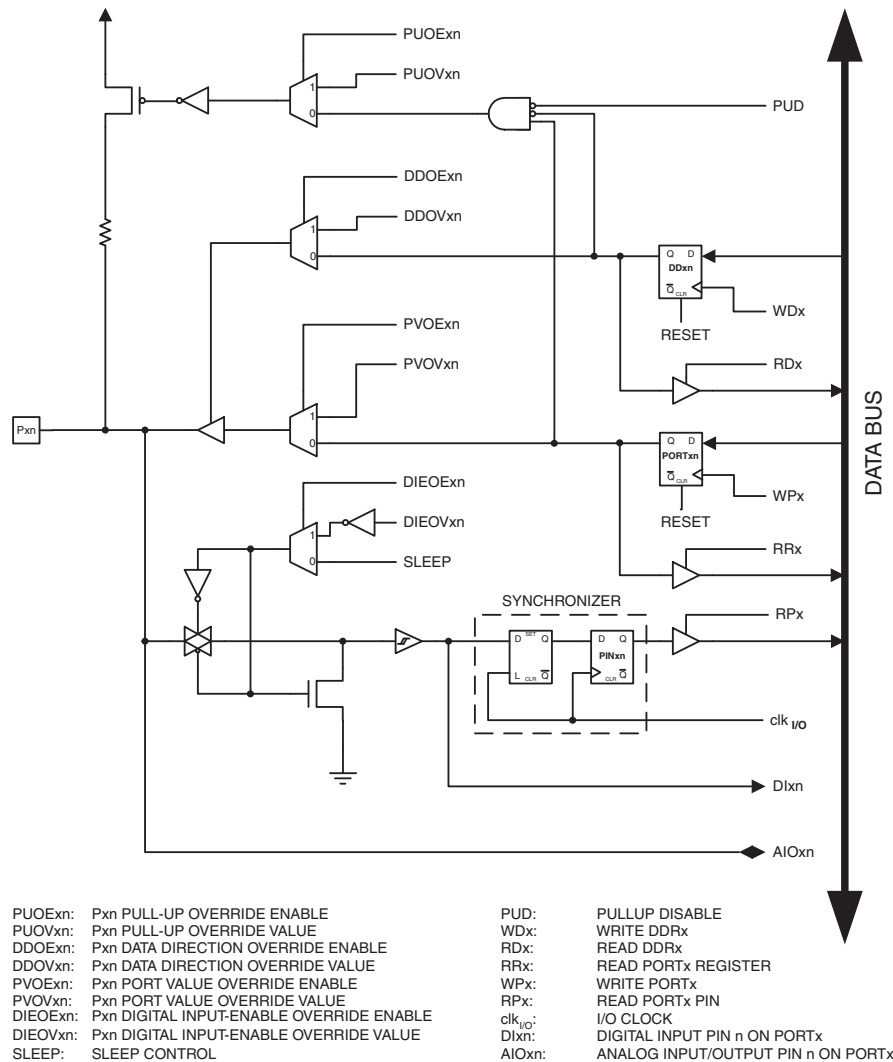 PUOExn
PUOVxn
1
0
PUD
DDOExn
DDOVxn
1
0
Q D
DDxn
Q CLR
WDx
RESET
PVOExn
RDx
PVOVxn
1
0
Pxn
Q D
PORTxn
Q CLR
WPx
RESET
DATA BUS
DIEOExn
DIEOVxn
1
0
SLEEP
RRx
SYNCHRONIZER
RPx
D SET Q
L CLR Q
D Q
PINxn
CLR Q
clk I/O
DIxn
AIOxn
PUOExn: Pxn PULL-UP OVERRIDE ENABLE
PUOVxn: Pxn PULL-UP OVERRIDE VALUE
DDOExn: Pxn DATA DIRECTION OVERRIDE ENABLE
DDOVxn: Pxn DATA DIRECTION OVERRIDE VALUE
PVOExn: Pxn PORT VALUE OVERRIDE ENABLE
PVOVxn: Pxn PORT VALUE OVERRIDE VALUE
DIEOExn: Pxn DIGITAL INPUT-ENABLE OVERRIDE ENABLE
DIEOVxn: Pxn DIGITAL INPUT-ENABLE OVERRIDE VALUE
SLEEP: SLEEP CONTROL
PUD: PULLUP DISABLE
WDx: WRITE DDRx
RDx: READ DDRx
RRx: READ PORTx REGISTER
WPx: WRITE PORTx
RPx: READ PORTx PIN
clkI/O: I/O CLOCK
DIxn: DIGITAL INPUT PIN n ON PORTx
AIOxn: ANALOG INPUT/OUTPUT PIN n ON PORTx